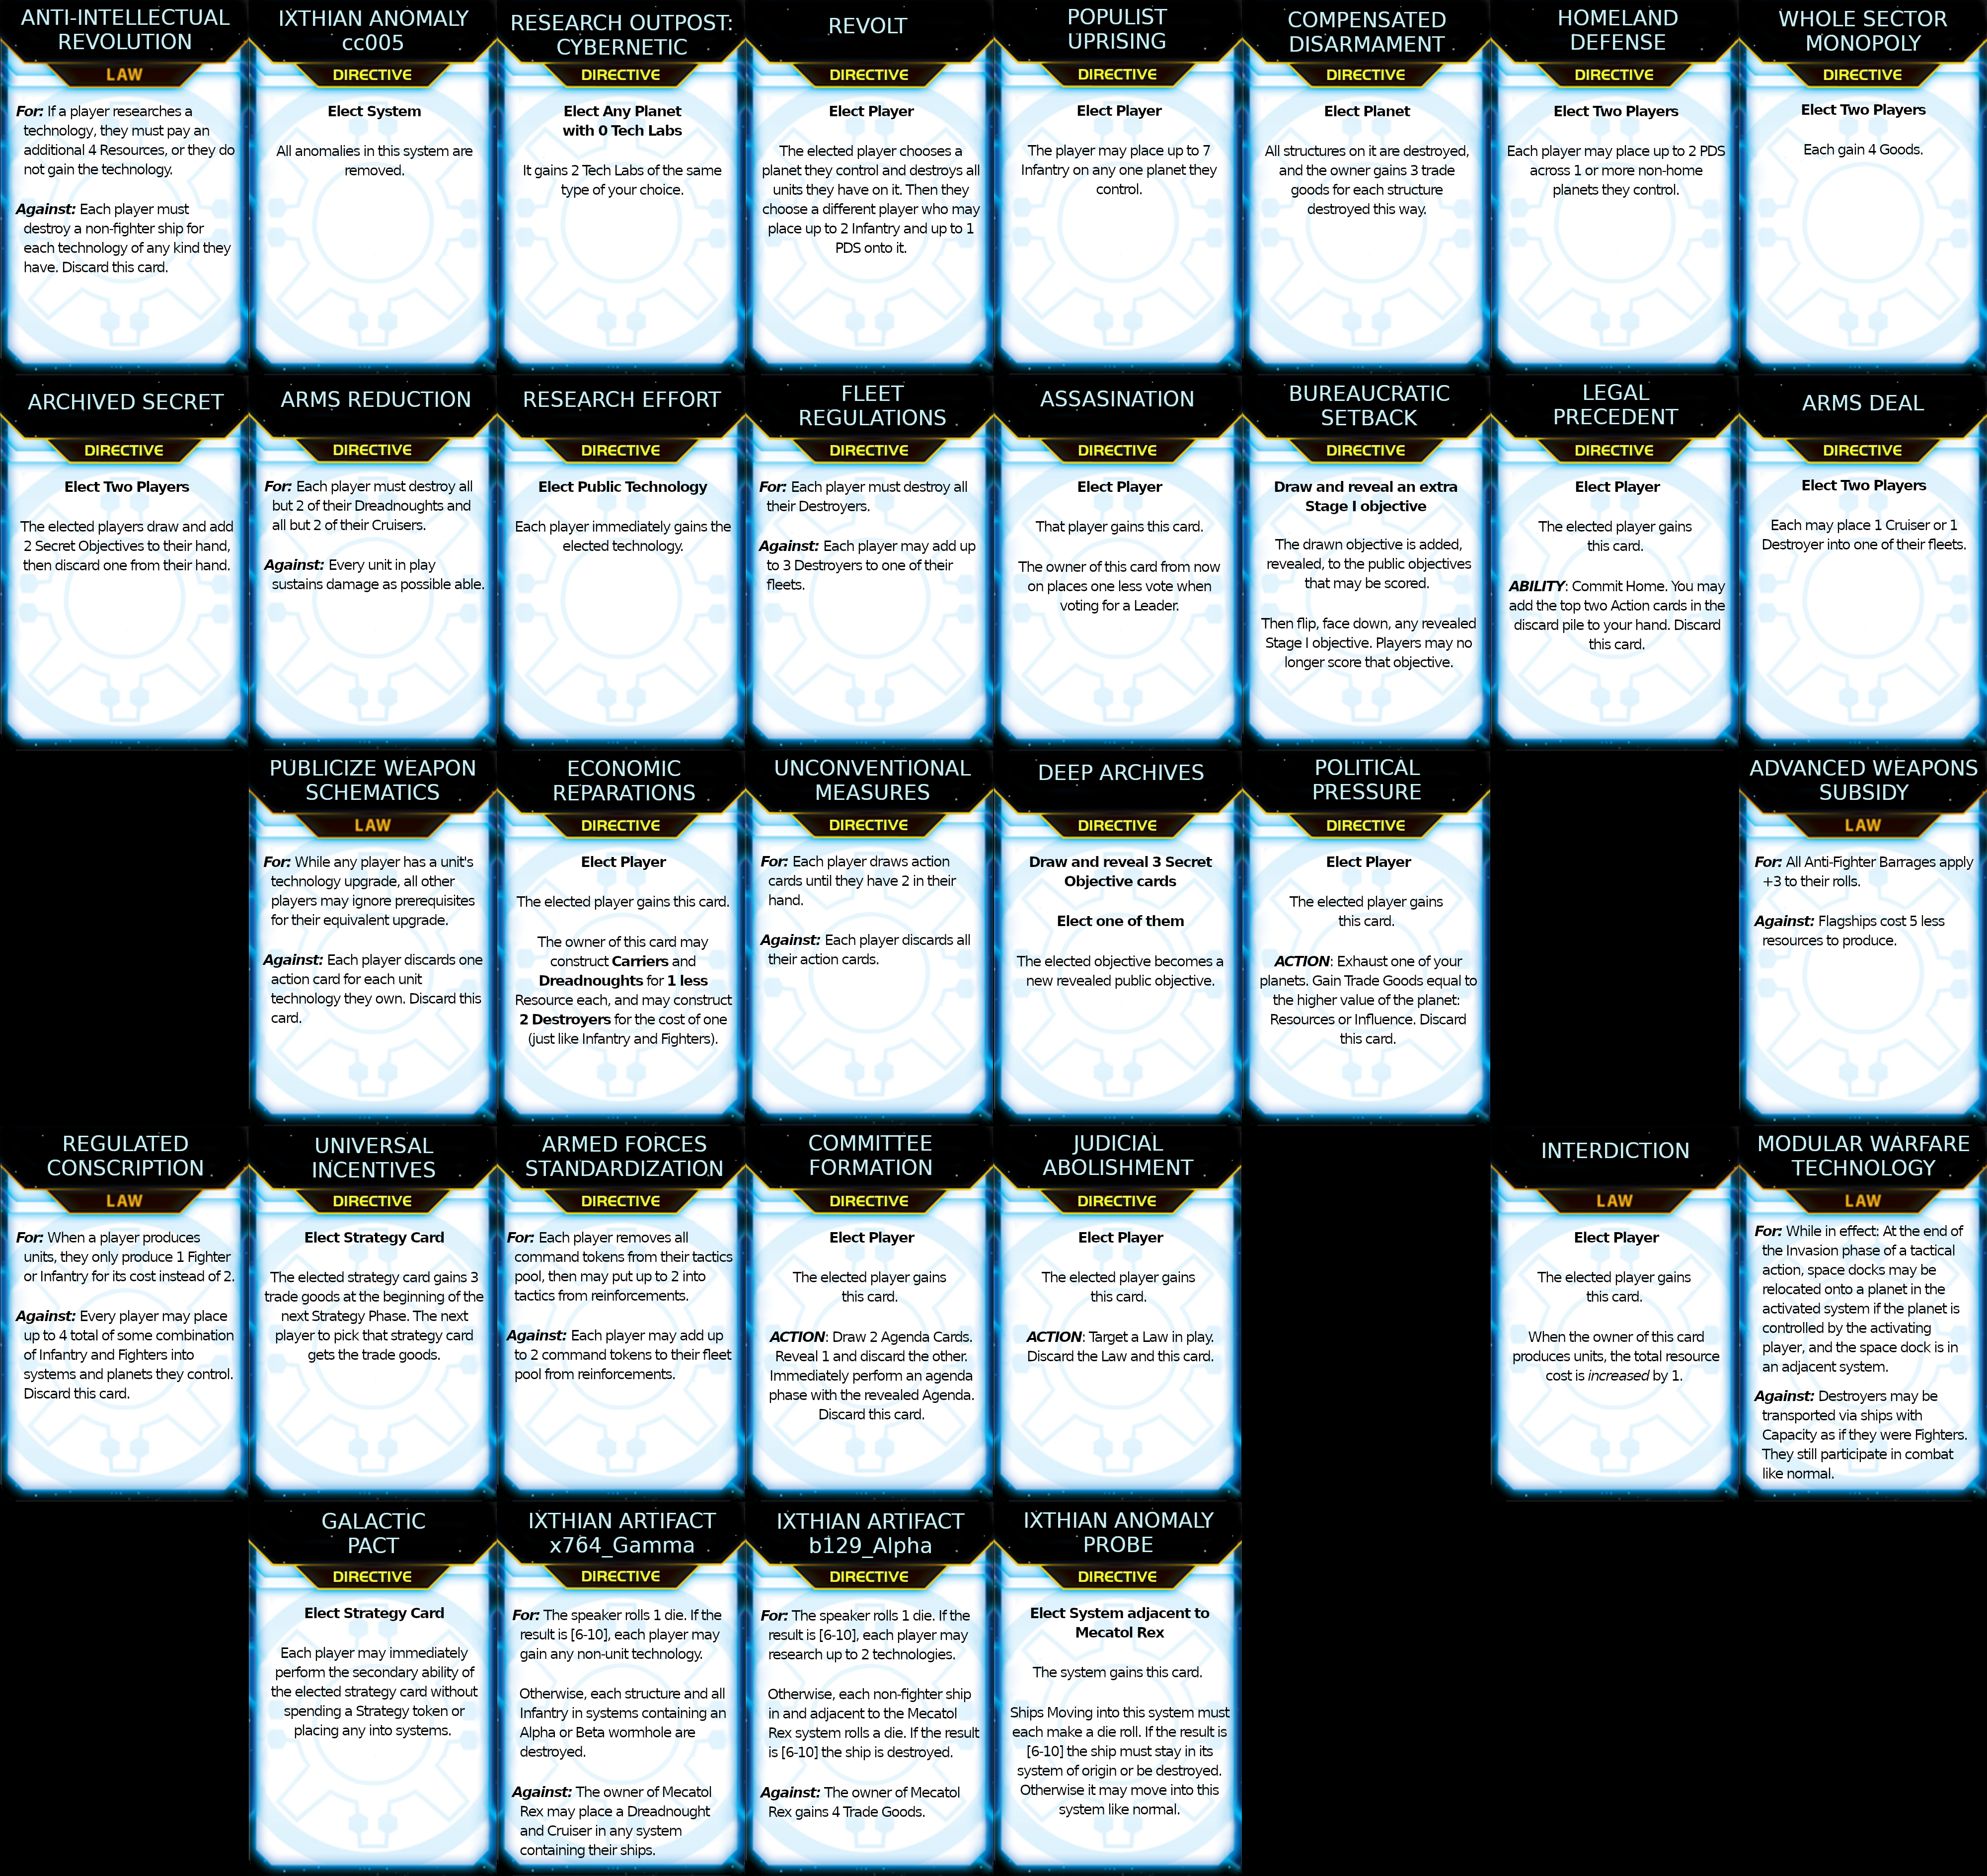 ANTI-INTELLECTUAL
REVOLUTION
LAW
For: If a player researches a
technology, they must pay an
additional 4 Resources, or they do
not gain the technology.
Against: Each player must
destroy a non-fighter ship for
each technology of any kind they
have. Discard this card.
IXTHIAN ANOMALY
cc005
DIRECTIVE
Elect System
All anomalies in this system are
removed.
RESEARCH OUTPOST:
CYBERNETIC
DIRECTIVE
Elect Any Planet
with 0 Tech Labs
It gains 2 Tech Labs of the same
type of your choice.
REVOLT
DIRECTIVE
Elect Player
The elected player chooses a
planet they control and destroys all
units they have on it. Then they
choose a different player who may
place up to 2 Infantry and up to 1
PDS onto it.
POPULIST
UPRISING
DIRECTIVE
Elect Player
The player may place up to 7
Infantry on any one planet they
control.
COMPENSATED
DISARMAMENT
DIRECTIVE
Elect Planet
All structures on it are destroyed,
and the owner gains 3 trade
goods for each structure
destroyed this way.
HOMELAND
DEFENSE
DIRECTIVE
Elect Two Players
Each player may place up to 2 PDS
across 1 or more non-home
planets they control.
WHOLE SECTOR
MONOPOLY
DIRECTIVE
Elect Two Players
Each gain 4 Goods.
ARCHIVED SECRET
DIRECTIVE
Elect Two Players
The elected players draw and add
2 Secret Objectives to their hand,
then discard one from their hand.
ARMS REDUCTION
DIRECTIVE
For: Each player must destroy all
but 2 of their Dreadnoughts and
all but 2 of their Cruisers.
Against: Every unit in play
sustains damage as possible able.
RESEARCH EFFORT
DIRECTIVE
Elect Public Technology
Each player immediately gains the
elected technology.
FLEET
REGULATIONS
DIRECTIVE
For: Each player must destroy all
their Destroyers.
Against: Each player may add up
to 3 Destroyers to one of their
fleets.
ASSASINATION
DIRECTIVE
Elect Player
That player gains this card.
The owner of this card from now
on places one less vote when
voting for a Leader.
BUREAUCRATIC
SETBACK
DIRECTIVE
Draw and reveal an extra
Stage I objective
The drawn objective is added,
revealed, to the public objectives
that may be scored.
Then flip, face down, any revealed
Stage I objective. Players may no
longer score that objective.
LEGAL
PRECEDENT
DIRECTIVE
Elect Player
The elected player gains
this card.
ABILITY: Commit Home. You may
add the top two Action cards in the
discard pile to your hand. Discard
this card.
ARMS DEAL
DIRECTIVE
Elect Two Players
Each may place 1 Cruiser or 1
Destroyer into one of their fleets.
PUBLICIZE WEAPON
SCHEMATICS
LAW
For: While any player has a unit's
technology upgrade, all other
players may ignore prerequisites
for their equivalent upgrade.
Against: Each player discards one
action card for each unit
technology they own. Discard this
card.
ECONOMIC
REPARATIONS
DIRECTIVE
Elect Player
The elected player gains this card.
The owner of this card may
construct Carriers and
Dreadnoughts for 1 less
Resource each, and may construct
2 Destroyers for the cost of one
(just like Infantry and Fighters).
UNCONVENTIONAL
MEASURES
DIRECTIVE
For: Each player draws action
cards until they have 2 in their
hand.
Against: Each player discards all
their action cards.
DEEP ARCHIVES
DIRECTIVE
Draw and reveal 3 Secret
Objective cards
Elect one of them
The elected objective becomes a
new revealed public objective.
POLITICAL
PRESSURE
DIRECTIVE
Elect Player
The elected player gains
this card.
ACTION: Exhaust one of your
planets. Gain Trade Goods equal to
the higher value of the planet:
Resources or Influence. Discard
this card.
ADVANCED WEAPONS
SUBSIDY
LAW
For: All Anti-Fighter Barrages apply
+3 to their rolls.
Against: Flagships cost 5 less
resources to produce.
REGULATED
CONSCRIPTION
LAW
For: When a player produces
units, they only produce 1 Fighter
or Infantry for its cost instead of 2.
Against: Every player may place
up to 4 total of some combination
of Infantry and Fighters into
systems and planets they control.
Discard this card.
UNIVERSAL
INCENTIVES
DIRECTIVE
Elect Strategy Card
The elected strategy card gains 3
trade goods at the beginning of the
next Strategy Phase. The next
player to pick that strategy card
gets the trade goods.
ARMED FORCES
STANDARDIZATION
DIRECTIVE
For: Each player removes all
command tokens from their tactics
pool, then may put up to 2 into
tactics from reinforcements.
Against: Each player may add up
to 2 command tokens to their fleet
pool from reinforcements.
COMMITTEE
FORMATION
DIRECTIVE
Elect Player
The elected player gains
this card.
ACTION: Draw 2 Agenda Cards.
Reveal 1 and discard the other.
Immediately perform an agenda
phase with the revealed Agenda.
Discard this card.
JUDICIAL
ABOLISHMENT
DIRECTIVE
Elect Player
The elected player gains
this card.
ACTION: Target a Law in play.
Discard the Law and this card.
INTERDICTION
LAW
Elect Player
The elected player gains
this card.
When the owner of this card
produces units, the total resource
cost is increased by 1.
MODULAR WARFARE
TECHNOLOGY
LAW
For: While in effect: At the end of
the Invasion phase of a tactical
action, space docks may be
relocated onto a planet in the
activated system if the planet is
controlled by the activating
player, and the space dock is in
an adjacent system.
Against: Destroyers may be
transported via ships with
Capacity as if they were Fighters.
They still participate in combat
like normal.
GALACTIC
PACT
DIRECTIVE
Elect Strategy Card
Each player may immediately
perform the secondary ability of
the elected strategy card without
spending a Strategy token or
placing any into systems.
IXTHIAN ARTIFACT
x764_Gamma
DIRECTIVE
For: The speaker rolls 1 die. If the
result is [6-10], each player may
gain any non-unit technology.
Otherwise, each structure and all
Infantry in systems containing an
Alpha or Beta wormhole are
destroyed.
Against: The owner of Mecatol
Rex may place a Dreadnought
and Cruiser in any system
containing their ships.
IXTHIAN ARTIFACT
b129_Alpha
DIRECTIVE
For: The speaker rolls 1 die. If the
result is [6-10], each player may
research up to 2 technologies.
Otherwise, each non-fighter ship
in and adjacent to the Mecatol
Rex system rolls a die. If the result
is [6-10] the ship is destroyed.
Against: The owner of Mecatol
Rex gains 4 Trade Goods.
IXTHIAN ANOMALY
PROBE
DIRECTIVE
Elect System adjacent to
Mecatol Rex
The system gains this card.
Ships Moving into this system must
each make a die roll. If the result is
[6-10] the ship must stay in its
system of origin or be destroyed.
Otherwise it may move into this
system like normal.